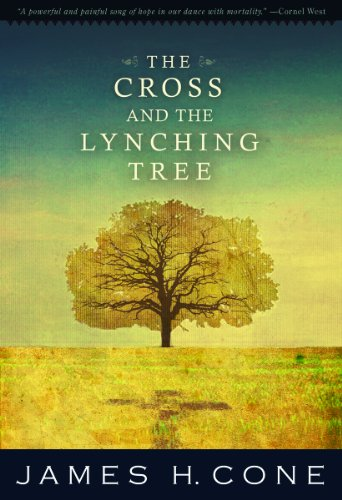 "A powerful and painful song of hope in our dance with mortality." —Cornel West
THE
CROSS
AND THE
LYNCHING
TREE
JAMES H. CONE